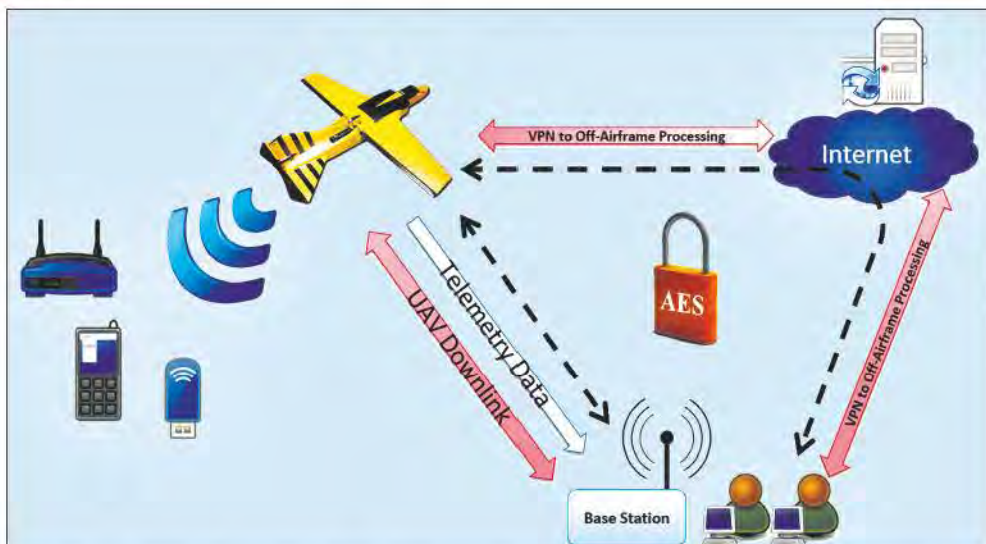 VPN to Off-Airframe Processing
Internet
AES
Telemetry Data
UAV Downlink
VPN to Off-Airframe Processing
Base Station